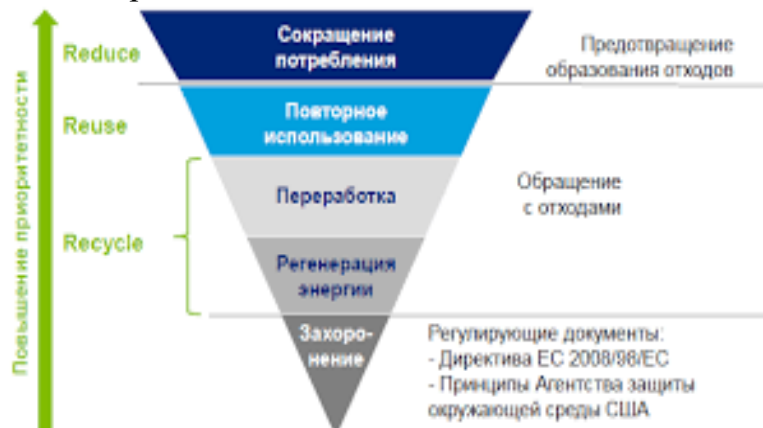 Повышение приоритетности
Reduce
Сокращение
потребления
Предотвращение
образования отходов
Reuse
Повторное
использование
Recycle
Переработка
Обращение
с отходами
Регенерация
энергии
Захоро-
нение
Регулирующие документы:
- Директива ЕС 2008/98/ЕС
- Принципы Агентства защиты
окружающей среды США